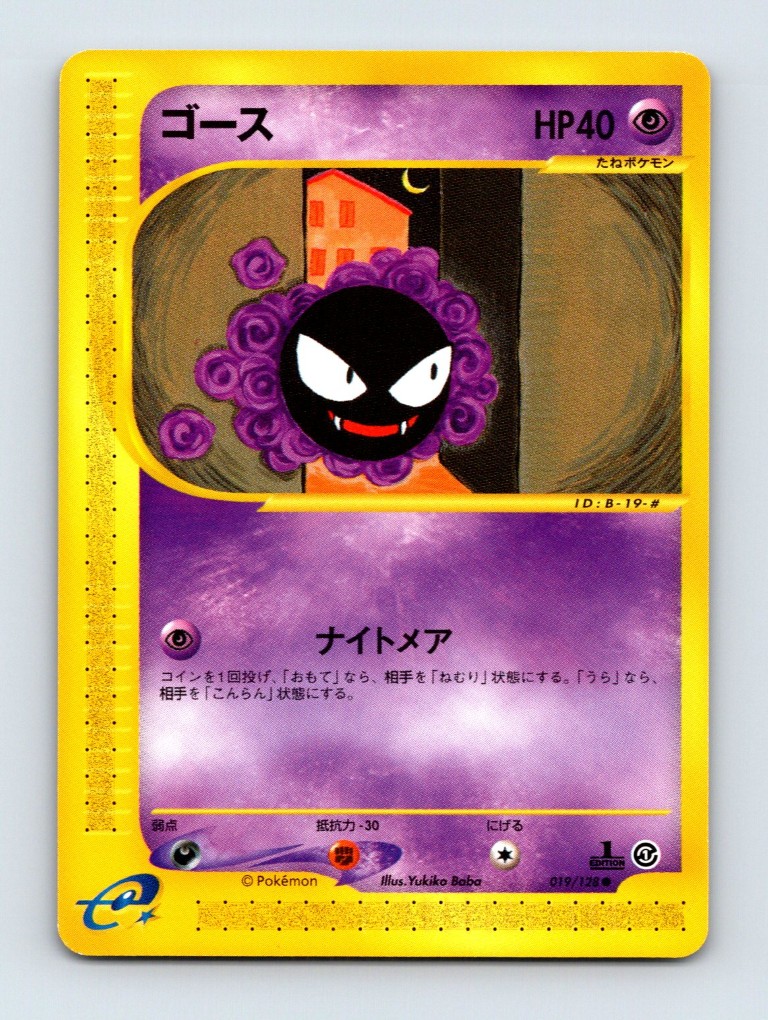 ゴース HP40
たねポケモン
ID:B-19-#
ナイトメア
コインを1回投げ、「おもて」なら、相手を「ねむり」状態にする。「うら」なら、
相手を「こんらん」状態にする。
弱点 抵抗力-30 にげる
1
EDITION
© Pokémon Illus.Yukiko Baba 019/128●
e